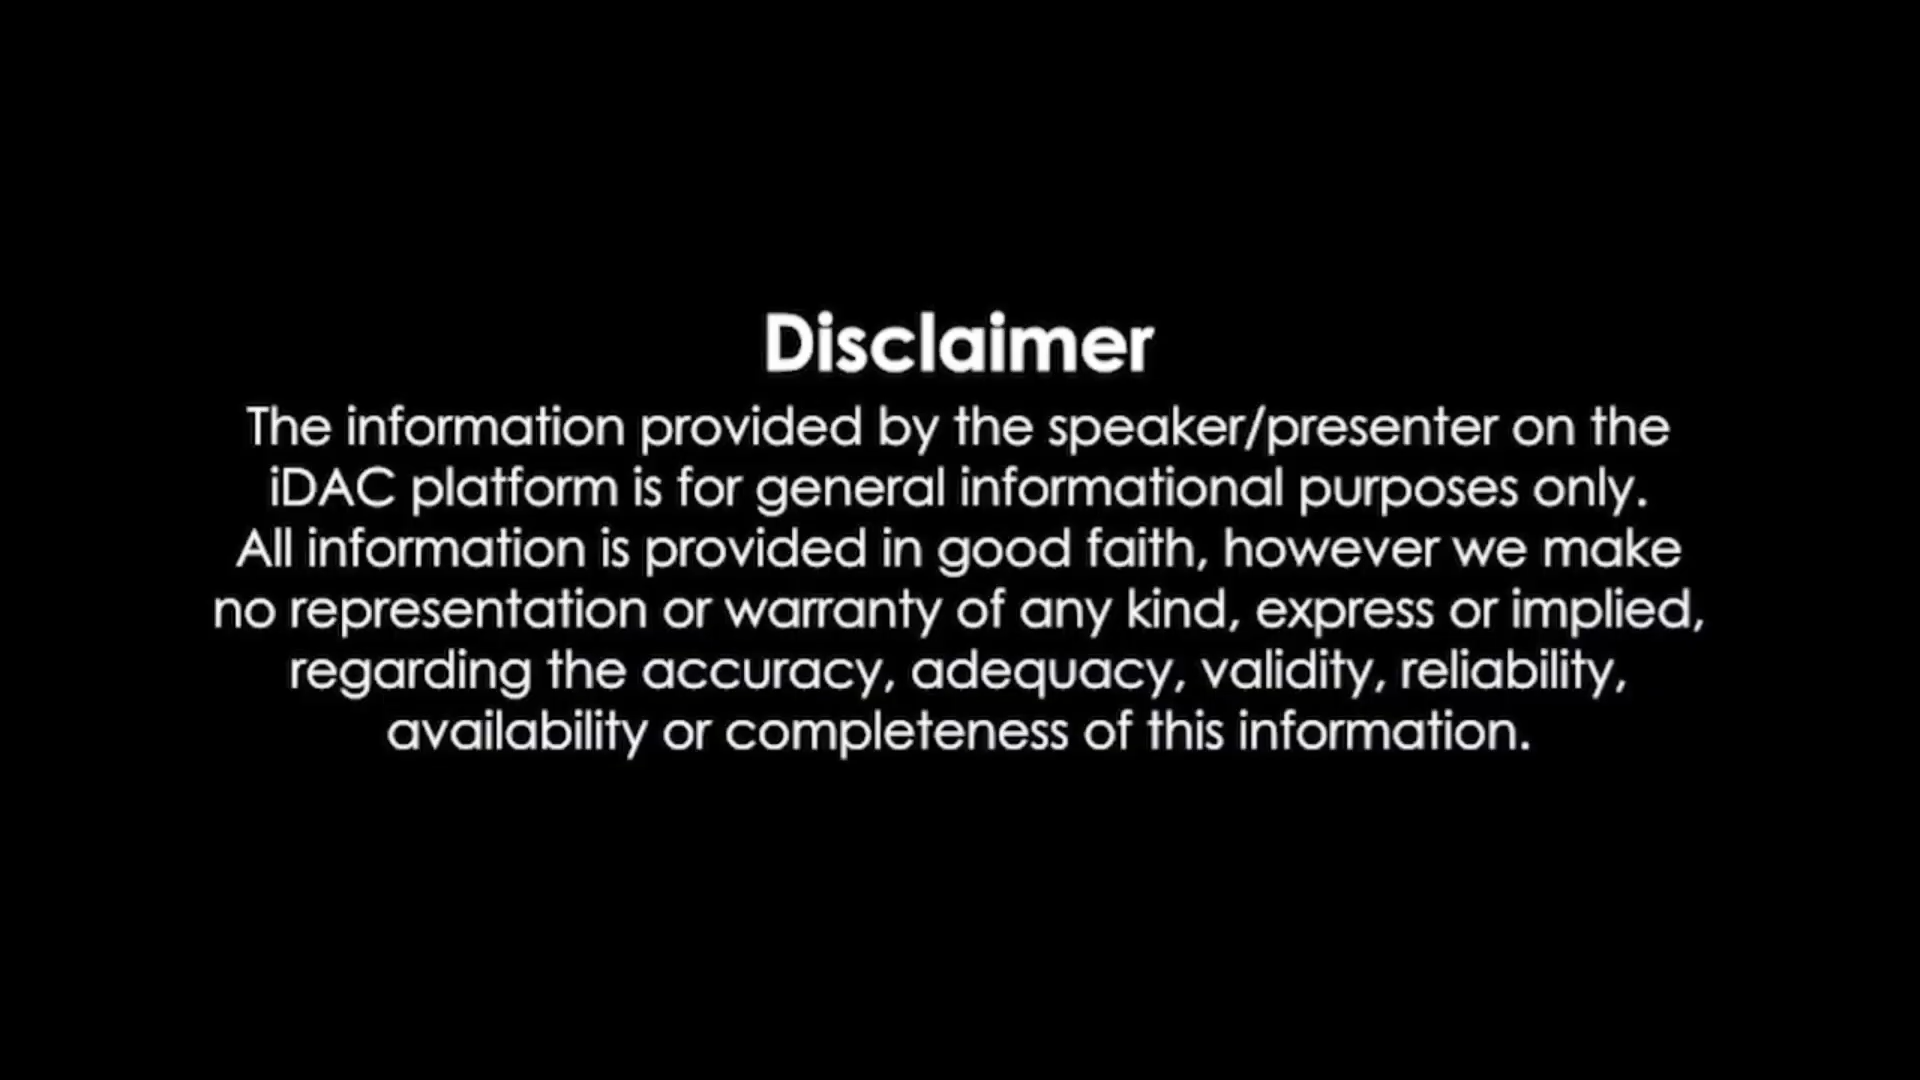 Disclaimer
The information provided by the speaker/presenter on the
iDAC platform is for general informational purposes only.
All information is provided in good faith, however we make
no representation or warranty of any kind, express or implied,
regarding the accuracy, adequacy, validity, reliability,
availability or completeness of this information.